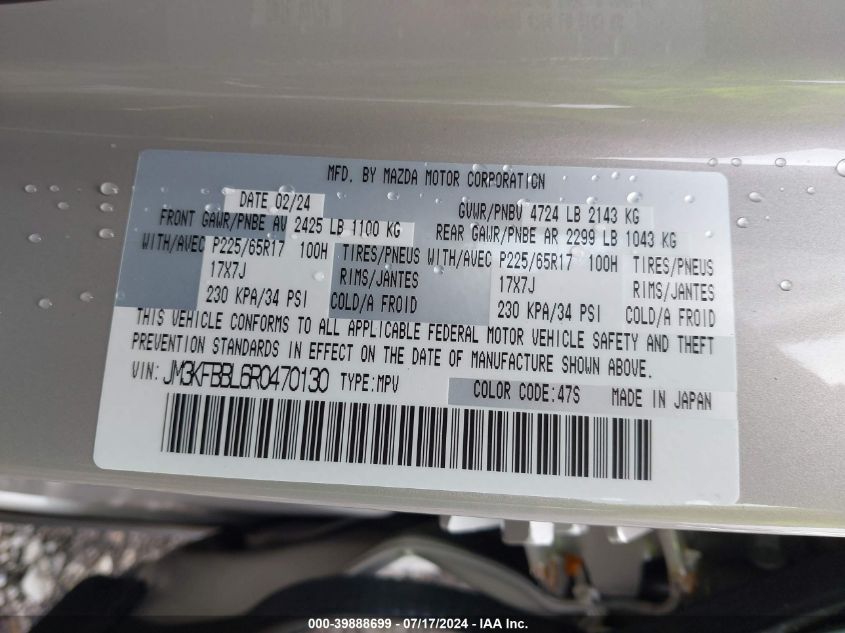 MFD. BY MAZDA MOTOR CORPORATION
DATE 02/24 GVWR/PNBV 4724 LB 2143 KG
FRONT GAWR/PNBE AV 2425 LB 1100 KG REAR GAWR/PNBE AR 2299 LB 1043 KG
WITH/AVEC P225/65R17 100H TIRES/PNEUS WITH/AVEC P225/65R17 100H TIRES/PNEUS
17X7J RIMS/JANTES 17X7J RIMS/JANTES
230 KPA/34 PSI COLD/A FROID 230 KPA/34 PSI COLD/A FROID
THIS VEHICLE CONFORMS TO ALL APPLICABLE FEDERAL MOTOR VEHICLE SAFETY AND THEFT
PREVENTION STANDARDS IN EFFECT ON THE DATE OF MANUFACTURE SHOWN ABOVE.
VIN: JM3KFBBL6R0470130 TYPE:MPV COLOR CODE:47S MADE IN JAPAN
000-39888699 - 07/17/2024 - IAA Inc.